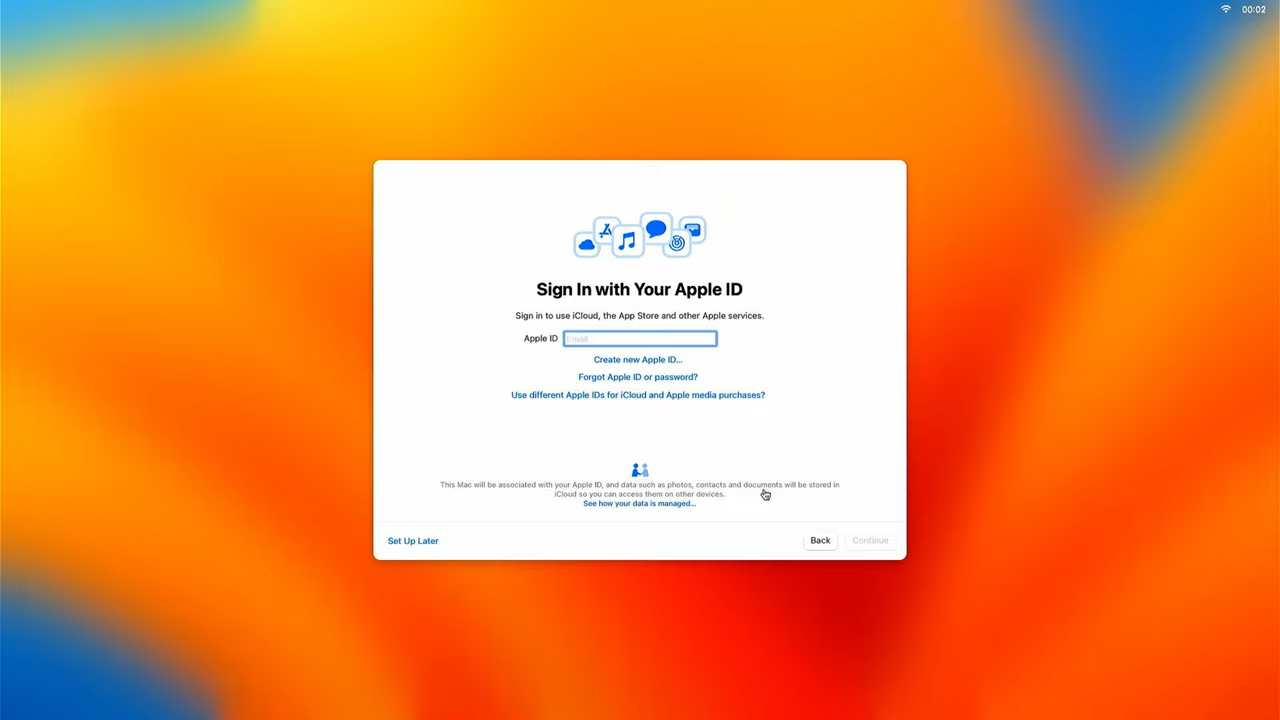 00:02
Sign In with Your Apple ID
Sign in to use iCloud, the App Store and other Apple services.
Apple ID Email
Create new Apple ID...
Forgot Apple ID or password?
Use different Apple IDs for iCloud and Apple media purchases?
This Mac will be associated with your Apple ID, and data such as photos, contacts and documents will be stored in
iCloud so you can access them on other devices.
See how your data is managed...
Set Up Later Back Continue